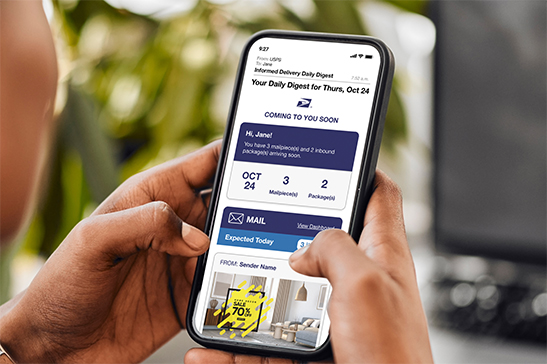 9:27
From: USPS
To: Jane
Informed Delivery Daily Digest 7:52 a.m.
Your Daily Digest for Thurs, Oct 24
COMING TO YOU SOON
Hi, Jane!
You have 3 mailpiece(s) and 2 inbound
package(s) arriving soon.
OCT
24
3
Mailpiece(s)
2
Package(s)
MAIL View Dashboard
Expected Today 3
FROM: Sender Name
SALE
70%